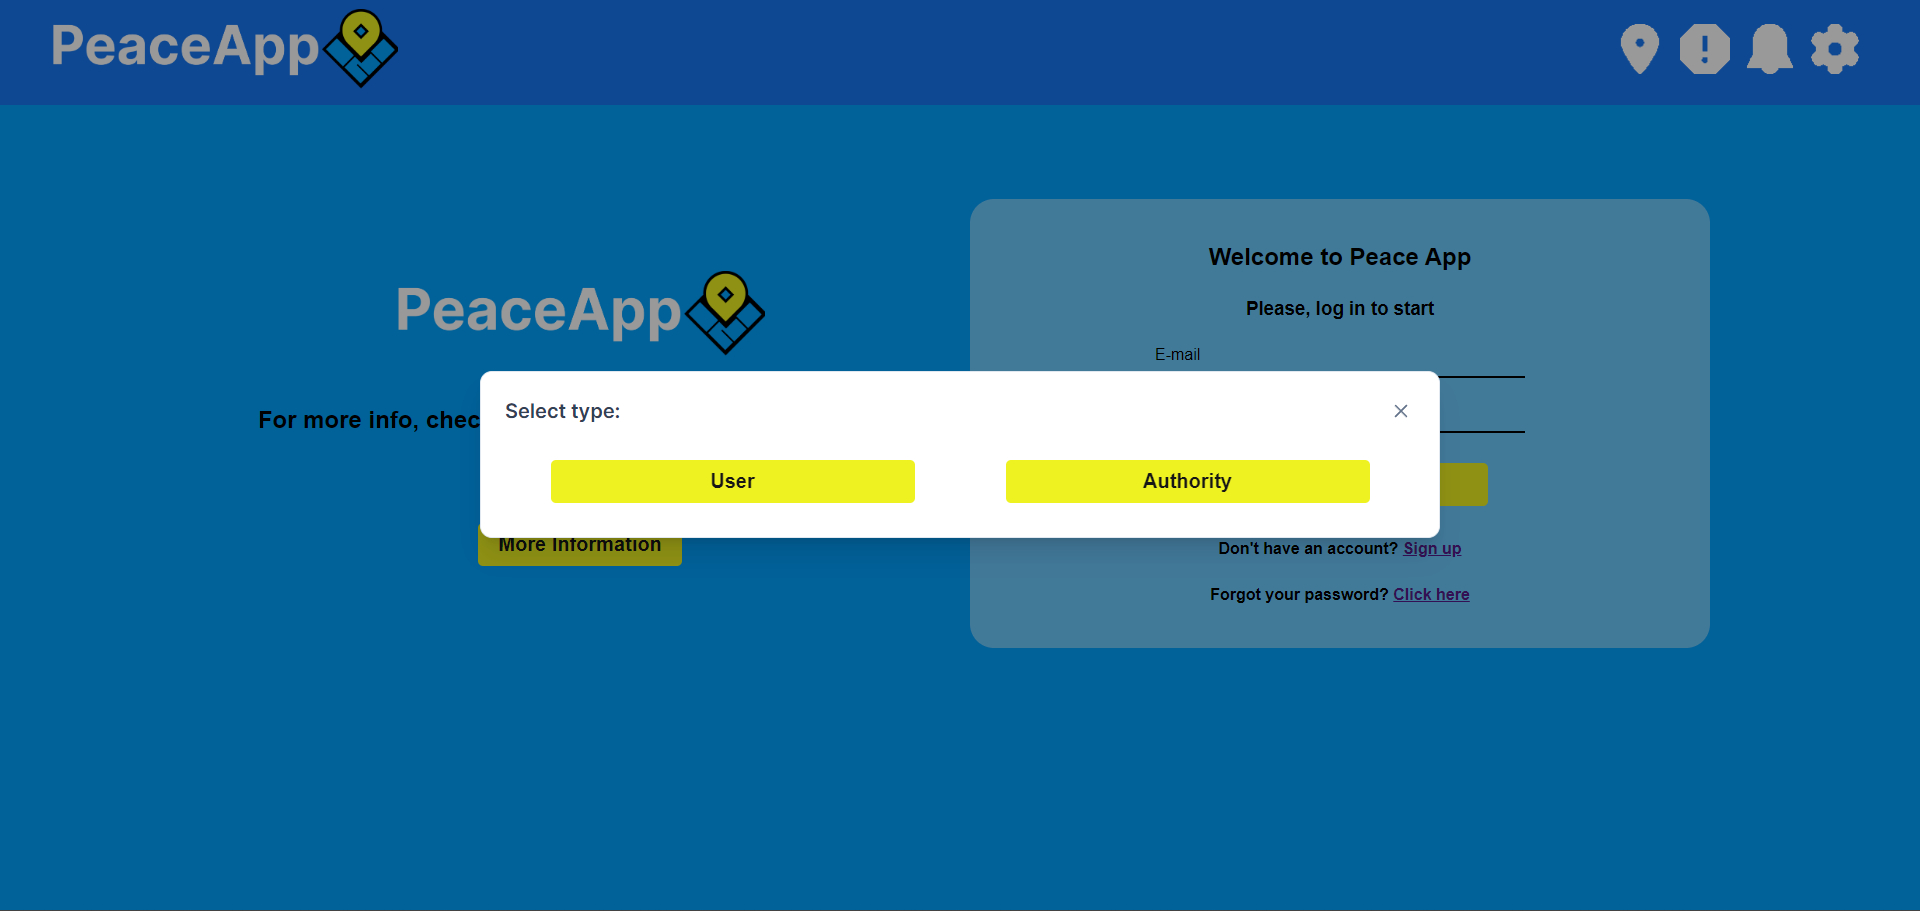 PeaceApp
PeaceApp
For more info, chec
More Information
Welcome to Peace App
Please, log in to start
E-mail
Select type:
User
Authority
Don't have an account? Sign up
Forgot your password? Click here